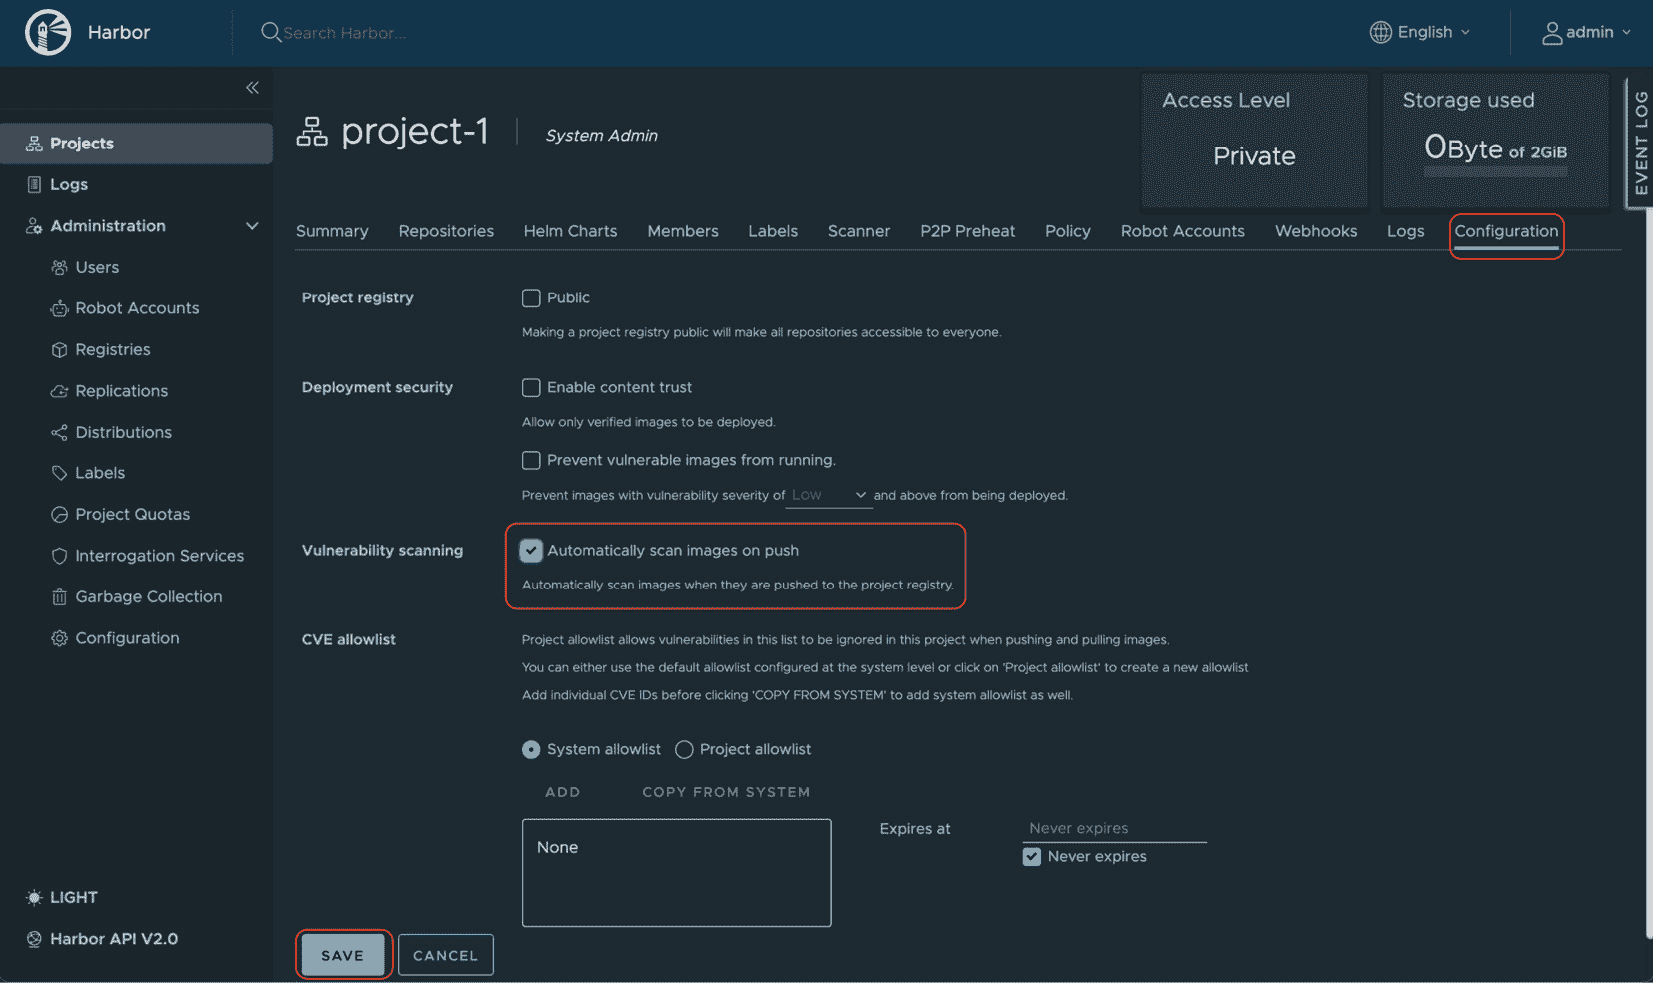 Harbor
Search Harbor...
English
admin
Projects
Logs
Administration
Users
Robot Accounts
Registries
Replications
Distributions
Labels
Project Quotas
Interrogation Services
Garbage Collection
Configuration
LIGHT
Harbor API V2.0
project-1
System Admin
Access Level
Private
Storage used
0Byte of 2GiB
EVENT LOG
Summary Repositories Helm Charts Members Labels Scanner P2P Preheat Policy Robot Accounts Webhooks Logs Configuration
Project registry
Public
Making a project registry public will make all repositories accessible to everyone.
Deployment security
Enable content trust
Allow only verified images to be deployed.
Prevent vulnerable images from running.
Prevent images with vulnerability severity of Low and above from being deployed.
Vulnerability scanning
Automatically scan images on push
Automatically scan images when they are pushed to the project registry.
CVE allowlist
Project allowlist allows vulnerabilities in this list to be ignored in this project when pushing and pulling images.
You can either use the default allowlist configured at the system level or click on 'Project allowlist' to create a new allowlist
Add individual CVE IDs before clicking 'COPY FROM SYSTEM' to add system allowlist as well.
System allowlist Project allowlist
ADD COPY FROM SYSTEM
None
Expires at
Never expires
Never expires
SAVE CANCEL